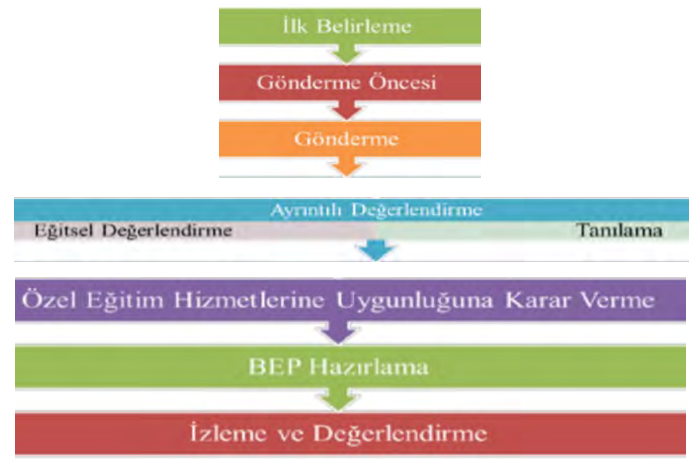 İlk Belirleme
Gönderme Öncesi
Gönderme
Ayrıntılı Değerlendirme
Eğitsel Değerlendirme Tanılama
Özel Eğitim Hizmetlerine Uygunluğuna Karar Verme
BEP Hazırlama
İzleme ve Değerlendirme